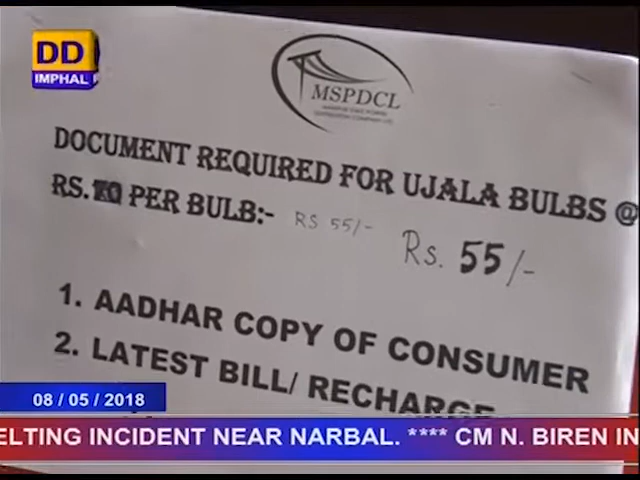 DD
IMPHAL
MSPDCL
DOCUMENT REQUIRED FOR UJALA BULBS @
RS.70 PER BULB:- RS 55/- Rs. 55/-
1. AADHAR COPY OF CONSUMER
2. LATEST BILL/ RECHARGE
08 / 05 / 2018
ELTING INCIDENT NEAR NARBAL. **** CM N. BIREN IN